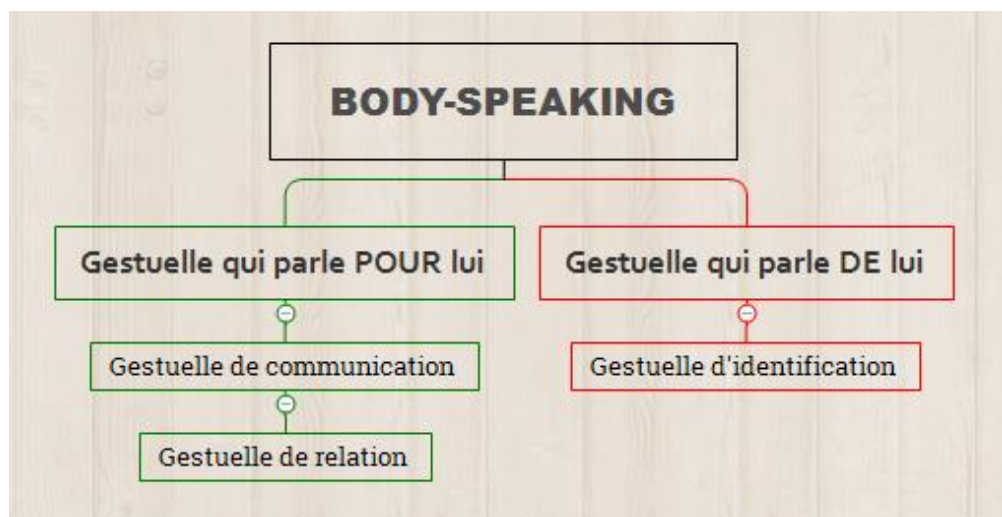 BODY-SPEAKING
Gestuelle qui parle POUR lui
Gestuelle qui parle DE lui
Gestuelle de communication
Gestuelle d'identification
Gestuelle de relation